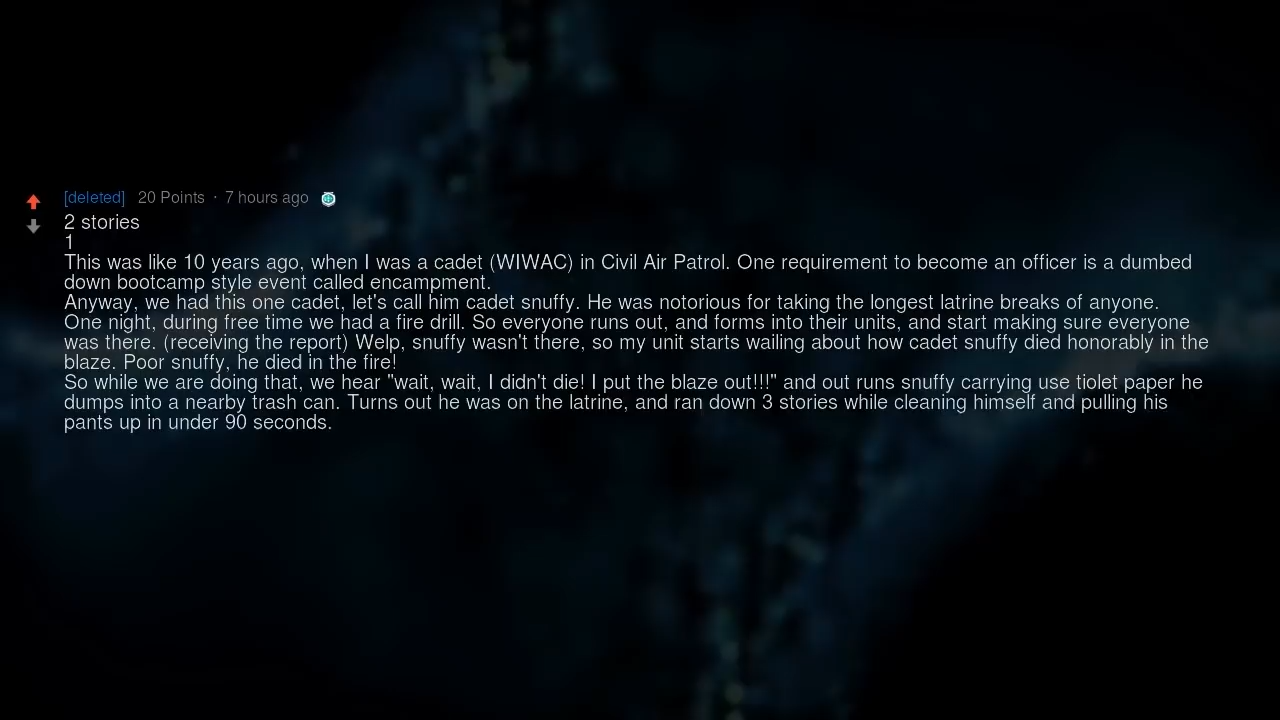 [deleted] 20 Points · 7 hours ago
2 stories
1
This was like 10 years ago, when I was a cadet (WIWAC) in Civil Air Patrol. One requirement to become an officer is a dumbed
down bootcamp style event called encampment.
Anyway, we had this one cadet, let's call him cadet snuffy. He was notorious for taking the longest latrine breaks of anyone.
One night, during free time we had a fire drill. So everyone runs out, and forms into their units, and start making sure everyone
was there. (receiving the report) Welp, snuffy wasn't there, so my unit starts wailing about how cadet snuffy died honorably in the
blaze. Poor snuffy, he died in the fire!
So while we are doing that, we hear "wait, wait, I didn't die! I put the blaze out!!!" and out runs snuffy carrying use tiolet paper he
dumps into a nearby trash can. Turns out he was on the latrine, and ran down 3 stories while cleaning himself and pulling his
pants up in under 90 seconds.